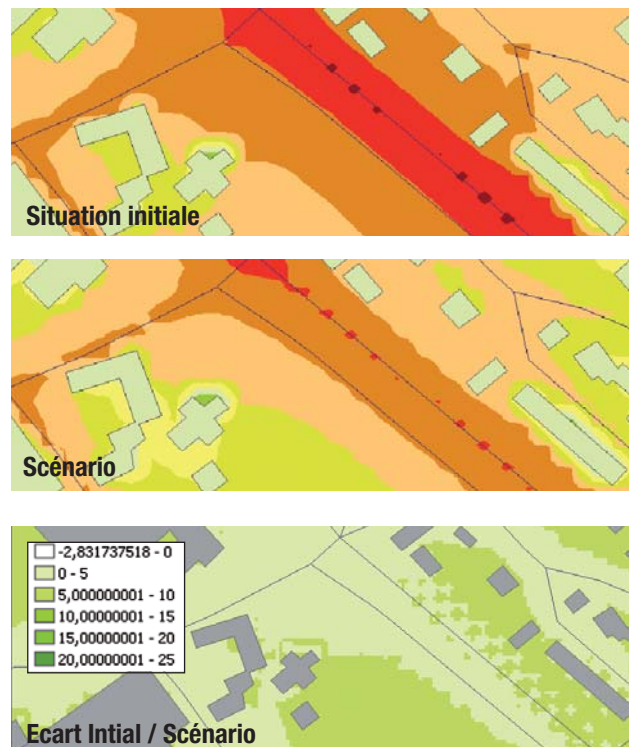 Situation initiale
Scénario
-2,831737518 - 0
0 - 5
5,000000001 - 10
10,00000001 - 15
15,00000001 - 20
20,00000001 - 25
Ecart Intial / Scénario